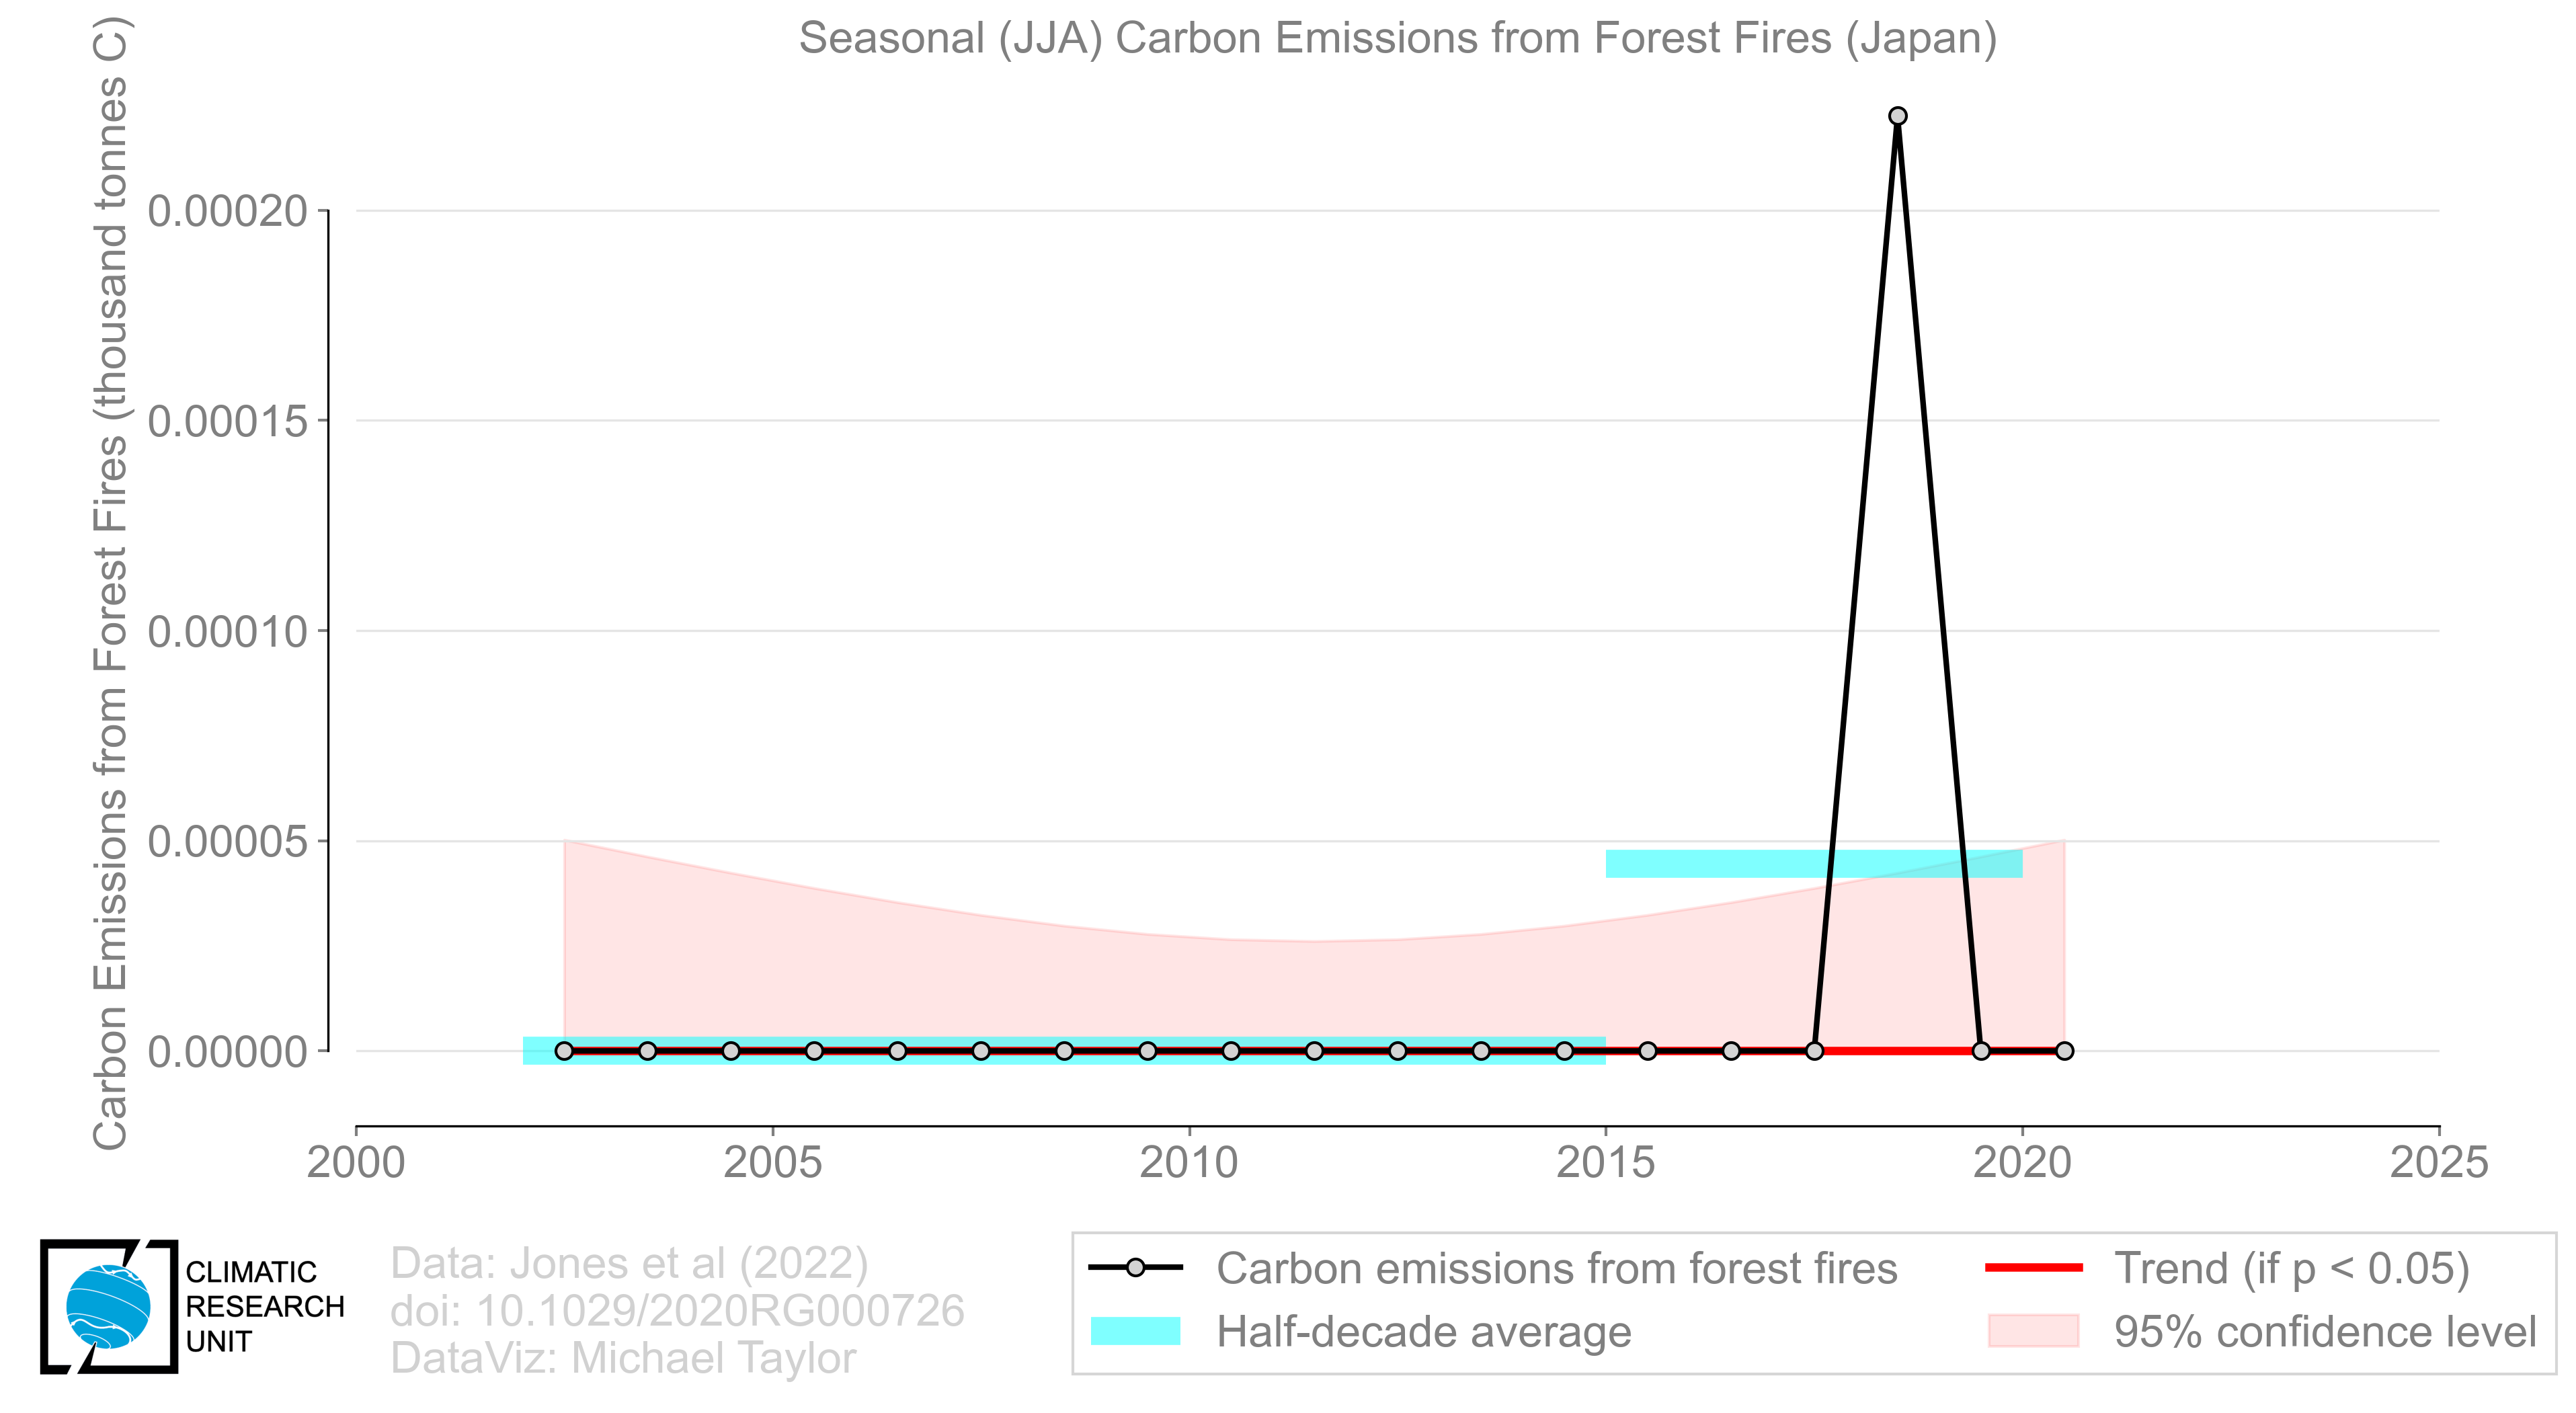 Seasonal (JJA) Carbon Emissions from Forest Fires (Japan)
Carbon Emissions from Forest Fires (thousand tonnes C)
0.00020
0.00015
0.00010
0.00005
0.00000
2000
2005
2010
2015
2020
2025
CLIMATIC
RESEARCH
UNIT
Data: Jones et al (2022)
doi: 10.1029/2020RG000726
DataViz: Michael Taylor
Carbon emissions from forest fires
Half-decade average
Trend (if p < 0.05)
95% confidence level